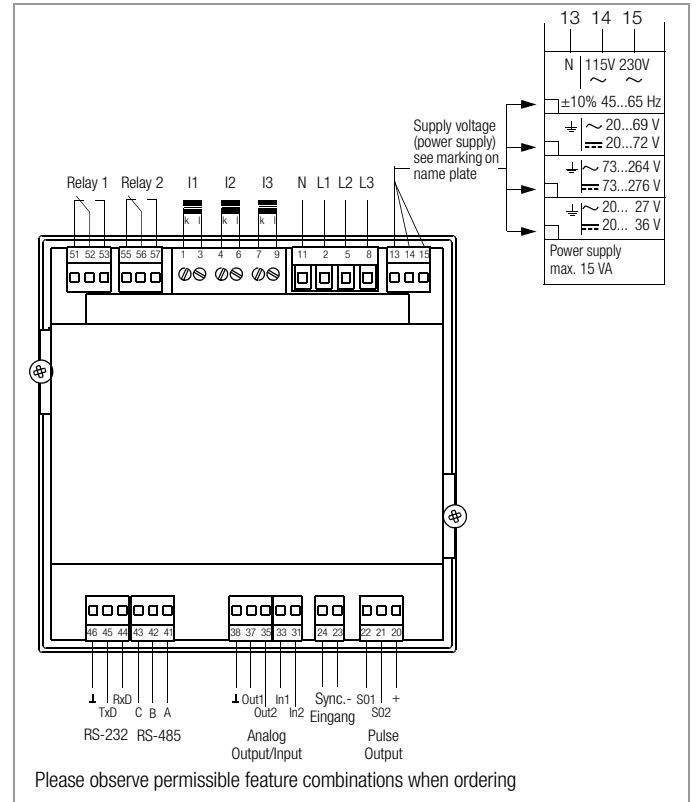 13 14 15
N 115V 230V
~ ~
±10% 45...65 Hz
~ 20...69 V
20...72 V
~ 73...264 V
73...276 V
~ 20... 27 V
20... 36 V
Power supply
max. 15 VA
Supply voltage
(power supply)
see marking on
name plate
Relay 1 Relay 2 I1 I2 I3 N L1 L2 L3
k l k l k l
51 52 53 55 56 57 1 3 4 6 7 9 11 2 5 8 13 14 15
46 45 44 43 42 41 38 37 35 33 31 24 23 22 21 20
RxD Out1 In1 Sync.- S01 +
TxD C B A Out2 In2 Eingang S02
RS-232 RS-485 Analog Pulse
Output/Input Output
Please observe permissible feature combinations when ordering